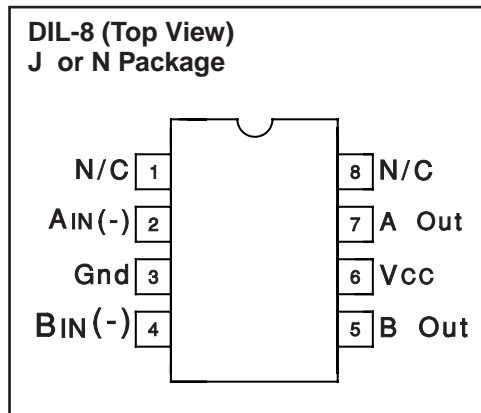 DIL-8 (Top View)
J or N Package
N/C 1 8 N/C
AIN(-) 2 7 A Out
Gnd 3 6 VCC
BIN(-) 4 5 B Out